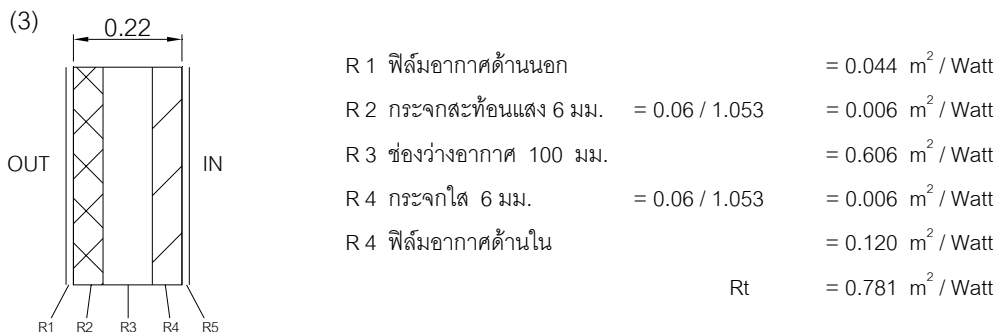 (3)
0.22
R 1 ฟิล์มอากาศด้านนอก = 0.044 m² / Watt
R 2 กระจกสะท้อนแสง 6 มม. = 0.06 / 1.053 = 0.006 m² / Watt
OUT
IN
R 3 ช่องว่างอากาศ 100 มม. = 0.606 m² / Watt
R 4 กระจกใส 6 มม. = 0.06 / 1.053 = 0.006 m² / Watt
R 4 ฟิล์มอากาศด้านใน = 0.120 m² / Watt
Rt = 0.781 m² / Watt
R1 R2 R3 R4 R5